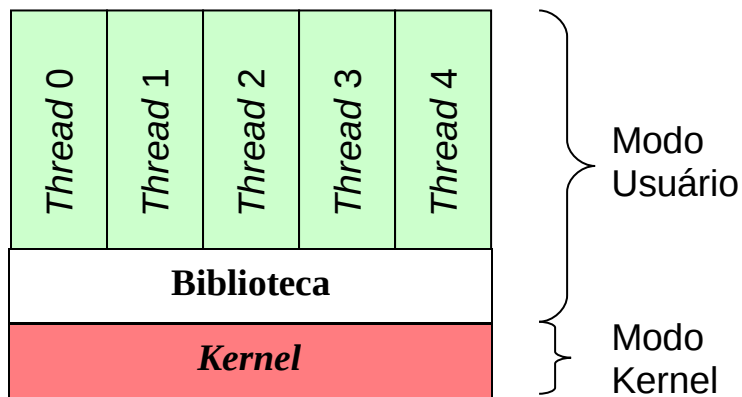 Thread 0
Thread 1
Thread 2
Thread 3
Thread 4
Modo
Usuário
Biblioteca
Kernel
Modo
Kernel